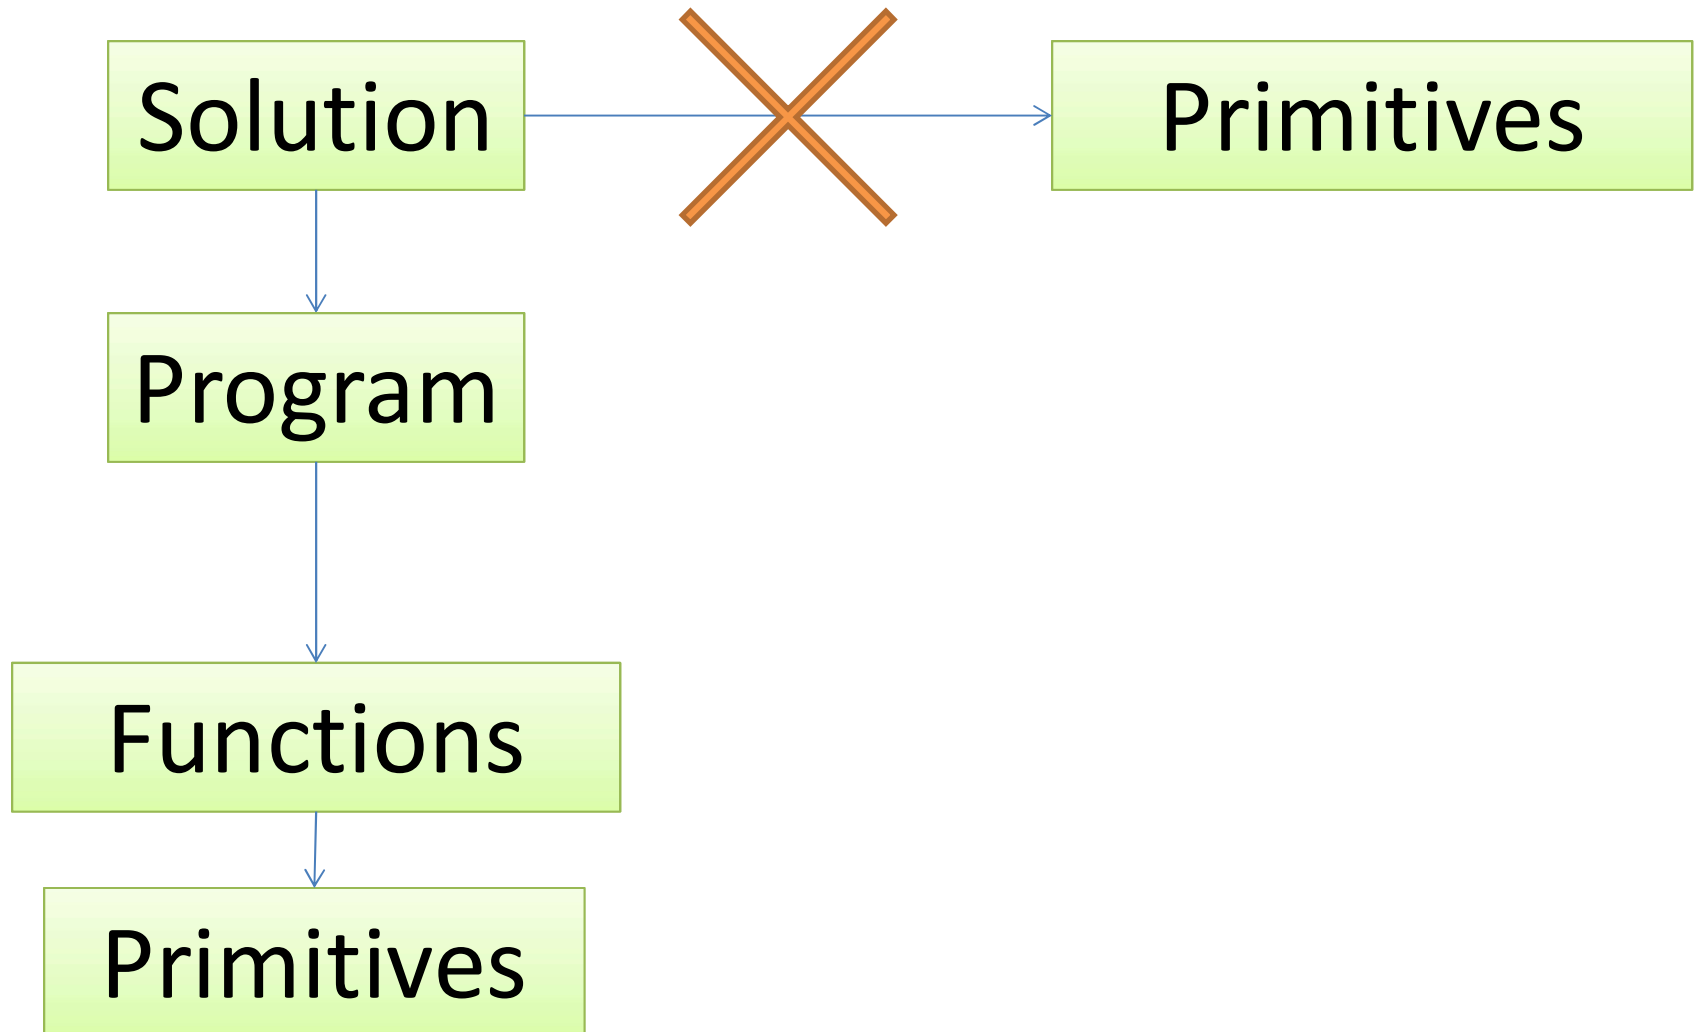 Solution
Primitives
Program
Functions
Primitives